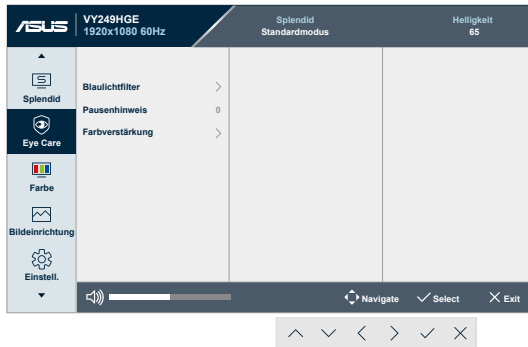 ASUS
VY249HGE
1920x1080 60Hz
Splendid
Standardmodus
Helligkeit
65
Splendid
Eye Care
Farbe
Bildeinrichtung
Einstell.
Blaulichtfilter
Pausenhinweis 0
Farbverstärkung
Navigate
Select
Exit